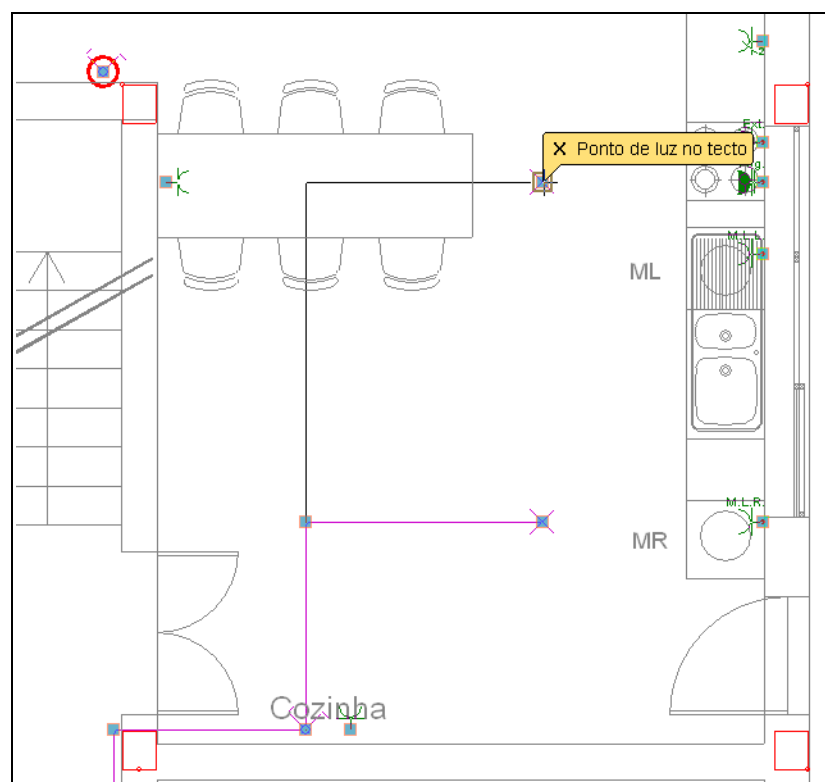 Ext.
Ponto de luz no tecto
g.
M.L.L.
ML
M.L.R.
MR
Cozinha